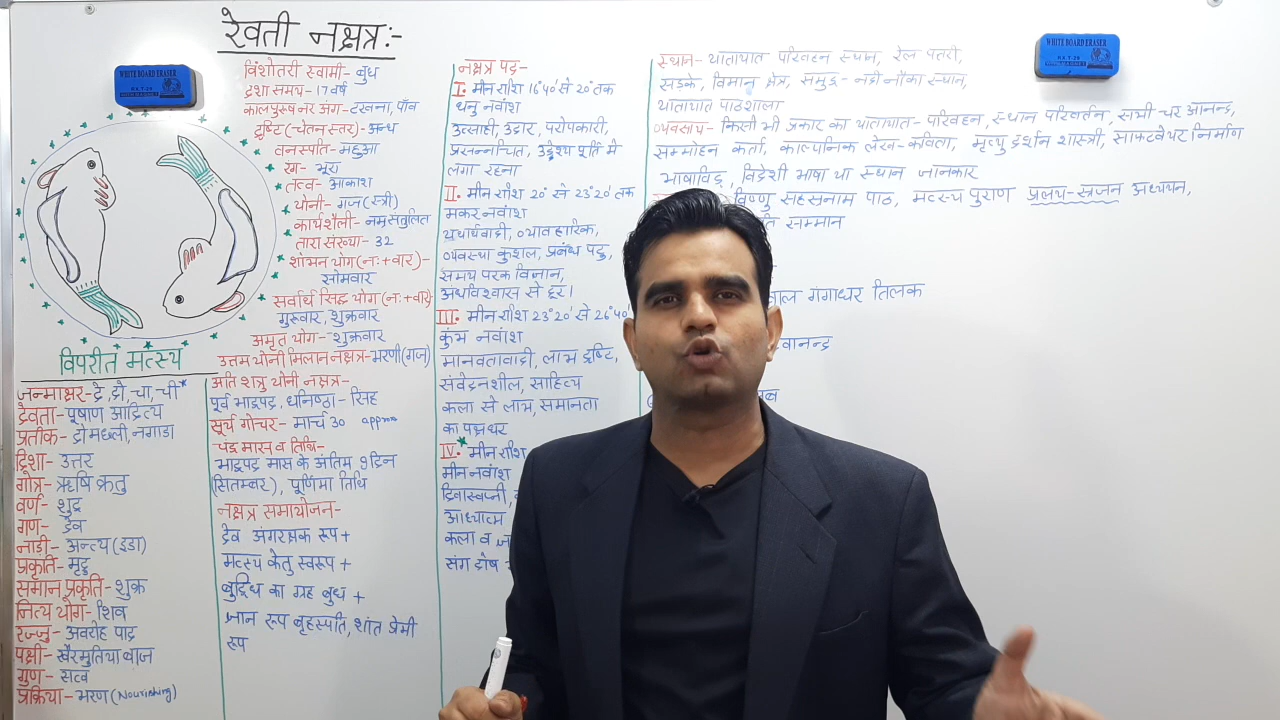 रेवती नक्षत्र:-
WHITE BOARD ERASER
WHITE BOARD ERASER
विपरीत मत्स्य
जन्माक्षर- दे, दो, चा, ची*
देवता- पूषाण आदित्य
प्रतीक- दो मछली, नगाडा
दिशा- उत्तर
गोत्र- ऋषि क्रतु
वर्ण- शुद्र
गण- देव
नाडी- अन्त्य (इडा)
प्रकृति- मृदु
समान प्रकृति- शुक्र
नित्य योग- शिव
रज्जु- अवरोह पाद
पक्षी- खैरमुतिया बाज
गुण- सत्व
प्रक्रिया- भरण (Nourishing)
विंशोतरी स्वामी- बुध
दशा समय- 17 वर्ष
कालपुरुष नर अंग- टखना, पाँव
दृष्टि (चेतनास्तर)- अन्ध
वनस्पति- महुआ
रंग- भूरा
तत्व- आकाश
योनी- गज (स्त्री)
कार्यशैली- नम्र संतुलित
तारा संख्या- 32
शोभन योग (न:+वार)-
सोमवार
सर्वार्थ सिद्ध योग (न:+वार)-
गुरूवार, शुक्रवार
अमृत योग- शुक्रवार
उत्तम योनी मिलान नक्षत्र- भरणी (गज)
अति शत्रु योनी नक्षत्र-
पूर्व भाद्रपद, धनिष्ठा- सिंह
सूर्य गोचर- मार्च 30 approx
चंद्र मास व तिथि-
भाद्रपद मास के अंतिम 9 दिन
(सितम्बर), पूर्णिमा तिथि
नक्षत्र समायोजन-
देव अंगरक्षक रूप +
मत्स्य केतु स्वरूप +
बुद्धि का ग्रह बुध +
ज्ञान रूप बृहस्पति, शांत प्रेमी
रूप
नक्षत्र पद-
I. मीन राशि 16°40' से 20° तक
धनु नवांश
उत्साही, उदार, परोपकारी,
प्रसन्नचित, उद्देश्य पूर्ति में
लगा रहना
II. मीन राशि 20° से 23°20' तक
मकर नवांश
यथार्थवादी, व्यावहारिक,
व्यवस्था कुशल, प्रबंध पटु,
समय परक विज्ञान,
अंधविश्वास से दूर।
III. मीन राशि 23°20' से 26°40'
कुंभ नवांश
मानवतावादी, लाभ दृष्टि,
संवेदनशील, साहित्य
कला से लाभ, समानता
का पक्षधर
IV. मीन राशि
मीन नवांश
दिवास्वप्नी,
आध्यात्म
कला व
संग दोष
स्थान- यातायात परिवहन स्थान, रेल पटरी,
सड़के, विमान क्षेत्र, समुद्र- नदी नौका स्थान,
यातायात पाठशाला
व्यवसाय- किसी भी प्रकार का यातायात- परिवहन, स्थान परिवर्तन, सभी चर आनन्द,
सम्मोहन कर्ता, काल्पनिक लेख- कविता, मृत्यु दर्शन शास्त्री, साफ्टवेयर निर्माण
भाषाविद्, विदेशी भाषा या स्थान जानकार
विष्णु सहस्रनाम पाठ, मत्स्य पुराण प्रलय-स्त्रजन अध्ययन,
सम्मान
बाल गंगाधर तिलक